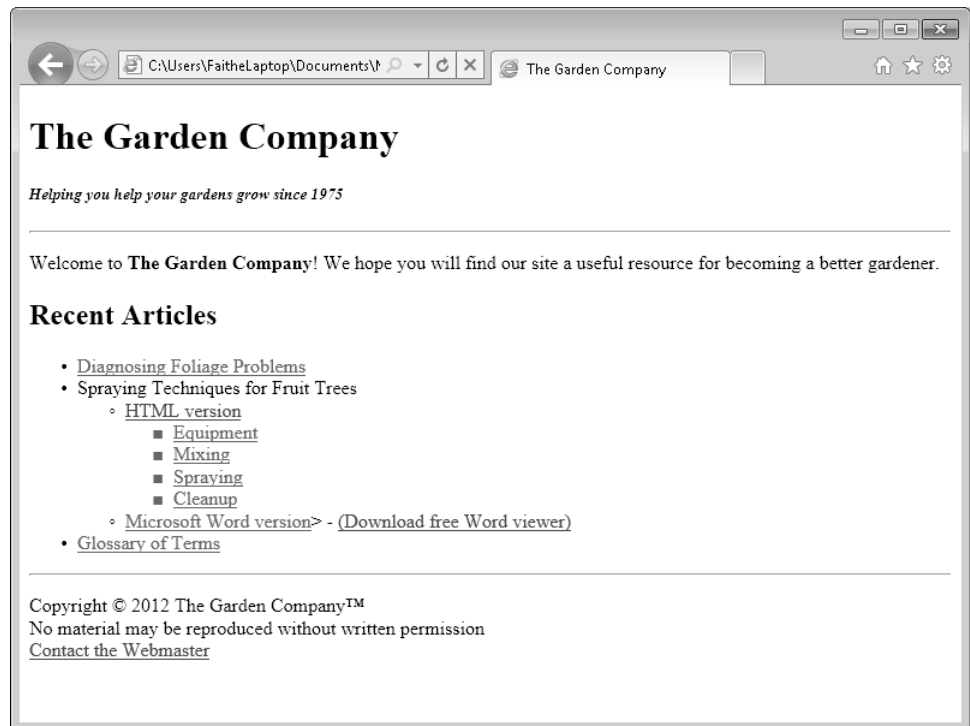 C:\Users\FaitheLaptop\Documents\
The Garden Company
The Garden Company
Helping you help your gardens grow since 1975
Welcome to The Garden Company! We hope you will find our site a useful resource for becoming a better gardener.
Recent Articles
• Diagnosing Foliage Problems
• Spraying Techniques for Fruit Trees
◦ HTML version
■ Equipment
■ Mixing
■ Spraying
■ Cleanup
◦ Microsoft Word version> - (Download free Word viewer)
• Glossary of Terms
Copyright © 2012 The Garden Company™
No material may be reproduced without written permission
Contact the Webmaster